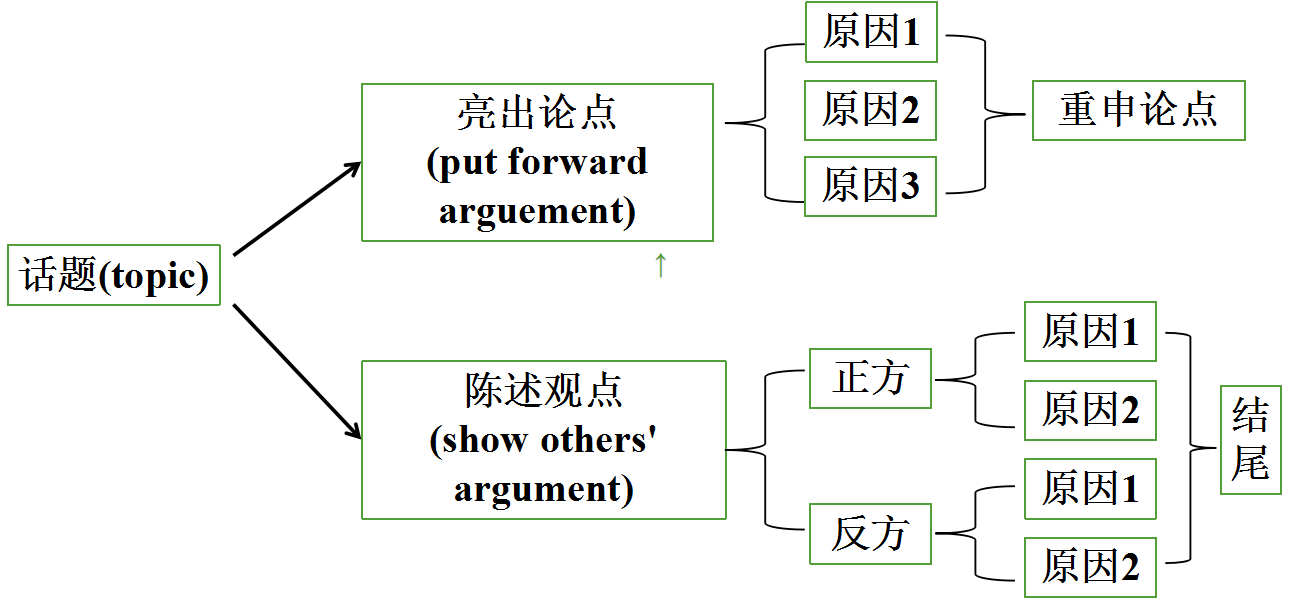 话题(topic)
亮出论点
(put forward
arguement)
原因1
原因2
原因3
重申论点
↑
陈述观点
(show others'
argument)
正方
原因1
原因2
反方
原因1
原因2
结
尾